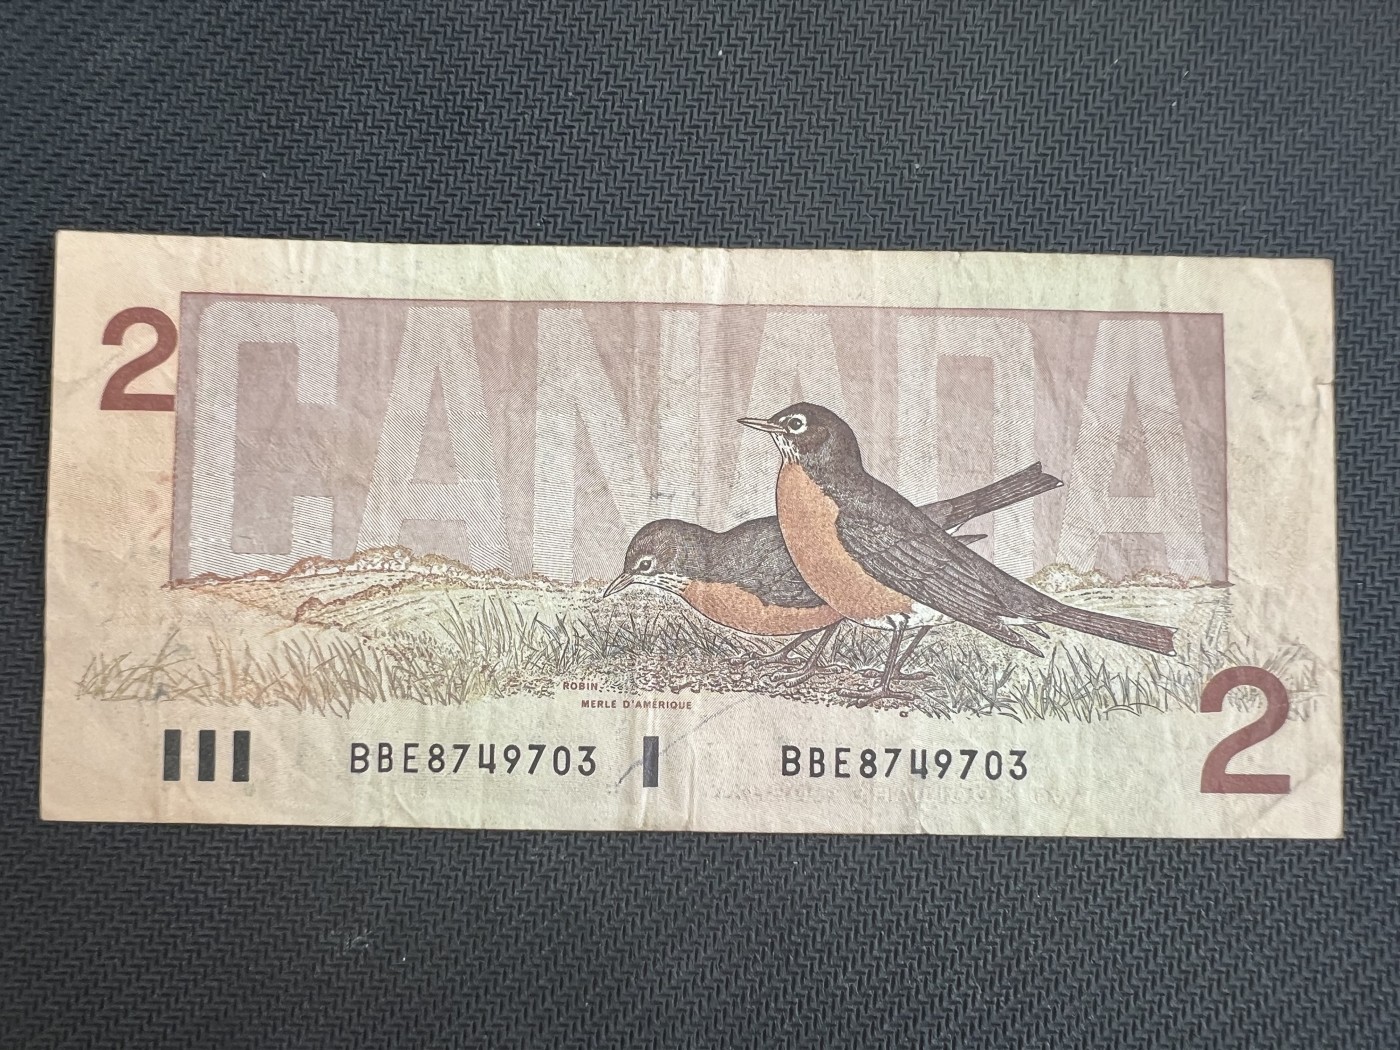 2
CANADA
ROBIN
MERLE D'AMÉRIQUE
BBE8749703 BBE8749703
2